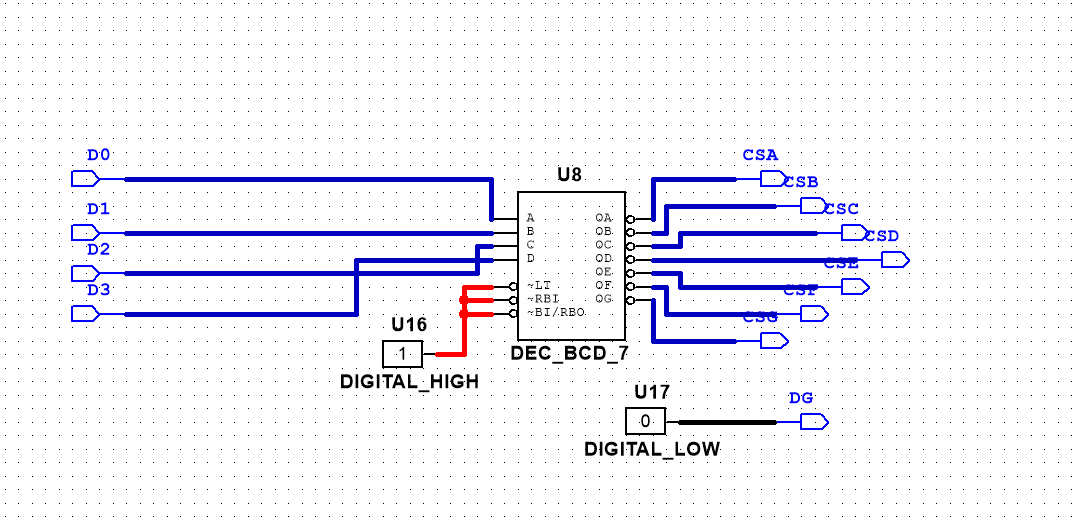 D0
CSA
U8
CSB
D1
CSC
A OA
B OB
D2
C OC
CSD
D OD
CSE
OE
D3
~LT OF
CSF
~RBI OG
~BI/RBO
CSG
U16
1
DEC_BCD_7
DIGITAL_HIGH
U17
DG
0
DIGITAL_LOW